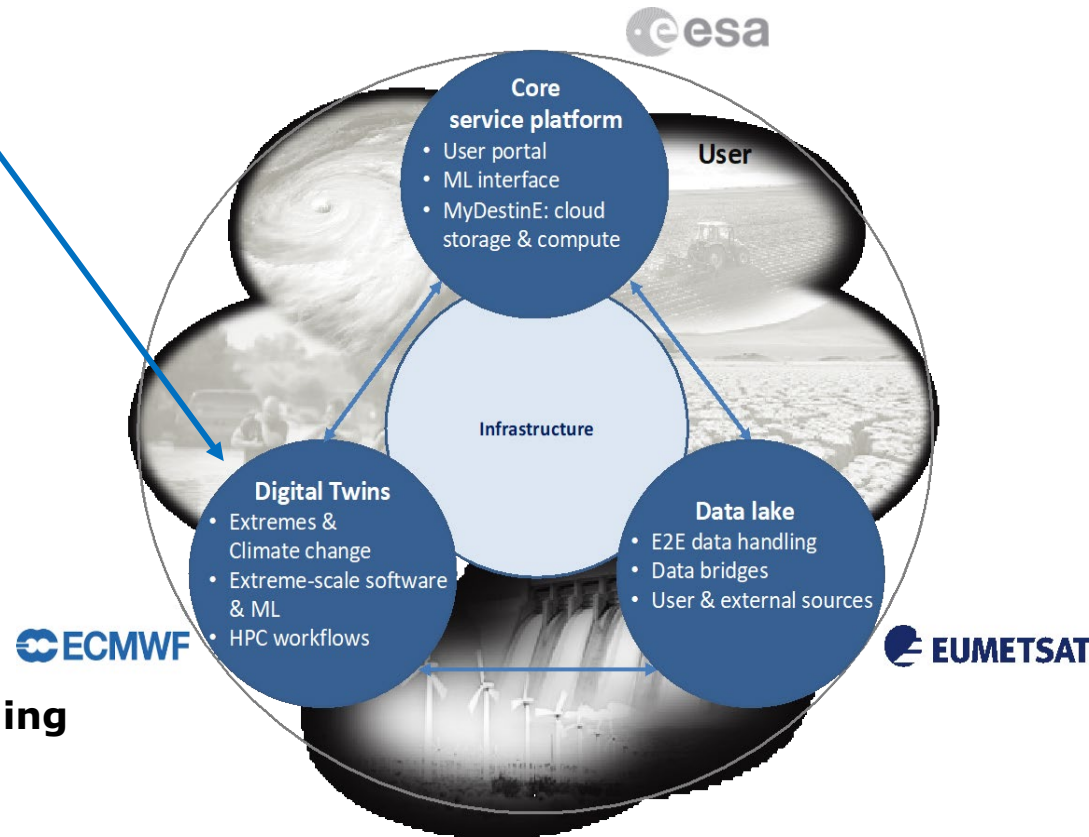 esa
Core
service platform
• User portal
• ML interface
• MyDestinE: cloud
storage & compute
User
Infrastructure
Digital Twins
• Extremes &
Climate change
• Extreme-scale software
& ML
• HPC workflows
Data lake
• E2E data handling
• Data bridges
• User & external sources
ECMWF
EUMETSAT
ing